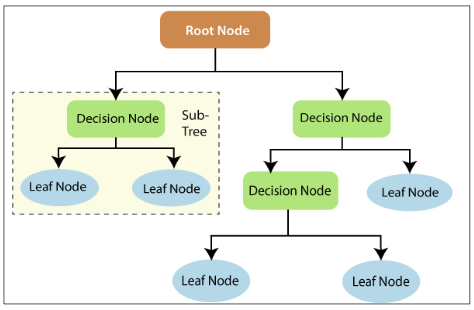 Root Node
Decision Node
Sub-
Tree
Decision Node
Leaf Node
Leaf Node
Decision Node
Leaf Node
Leaf Node
Leaf Node